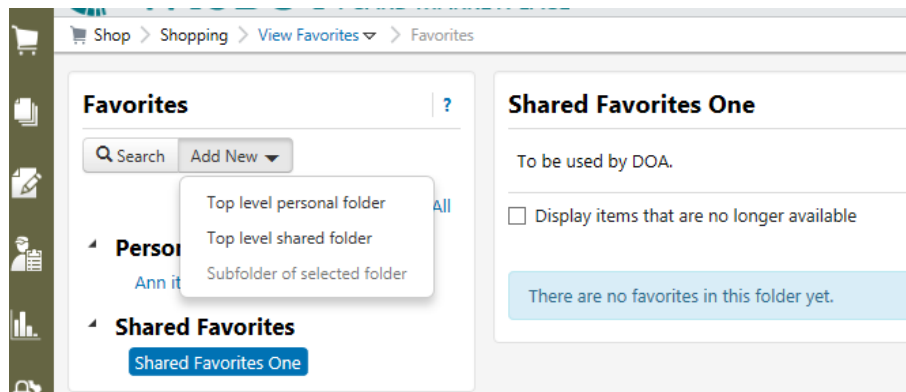 Shop > Shopping > View Favorites > Favorites
Favorites
?
Search
Add New
Top level personal folder
Top level shared folder
Subfolder of selected folder
All
Ann it
Shared Favorites
Shared Favorites One
Shared Favorites One
To be used by DOA.
Display items that are no longer available
There are no favorites in this folder yet.